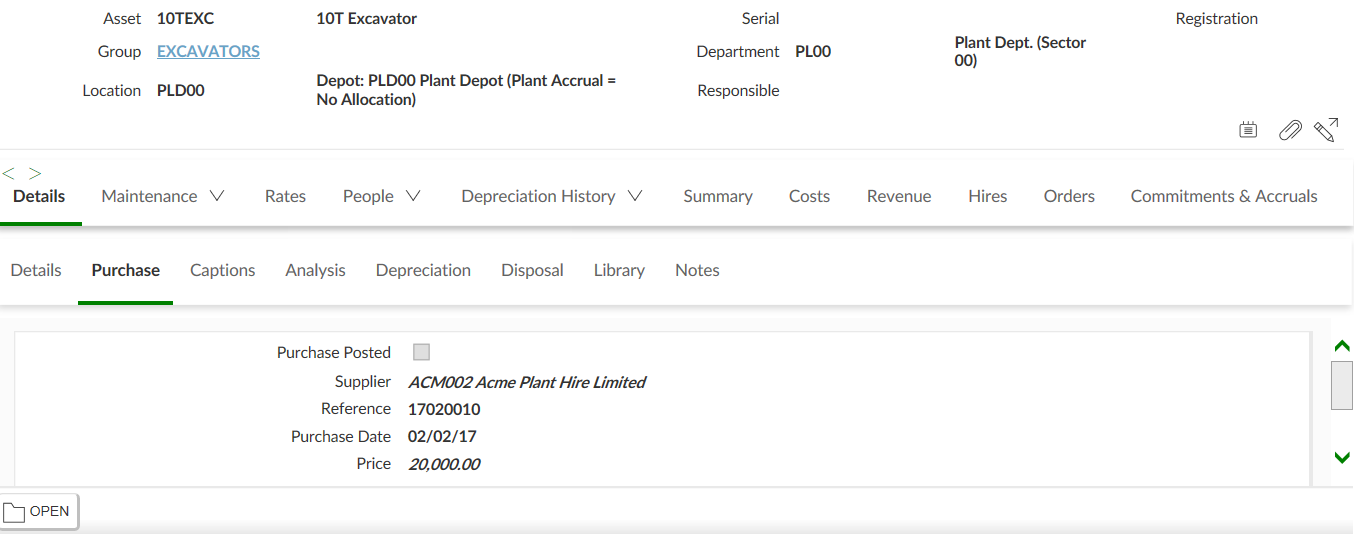 Asset 10TEXC 10T Excavator Serial Registration
Group EXCAVATORS Department PL00 Plant Dept. (Sector
00)
Location PLD00 Depot: PLD00 Plant Depot (Plant Accrual =
No Allocation) Responsible
< >
Details Maintenance Rates People Depreciation History Summary Costs Revenue Hires Orders Commitments & Accruals
Details Purchase Captions Analysis Depreciation Disposal Library Notes
Purchase Posted
Supplier ACM002 Acme Plant Hire Limited
Reference 17020010
Purchase Date 02/02/17
Price 20,000.00
OPEN